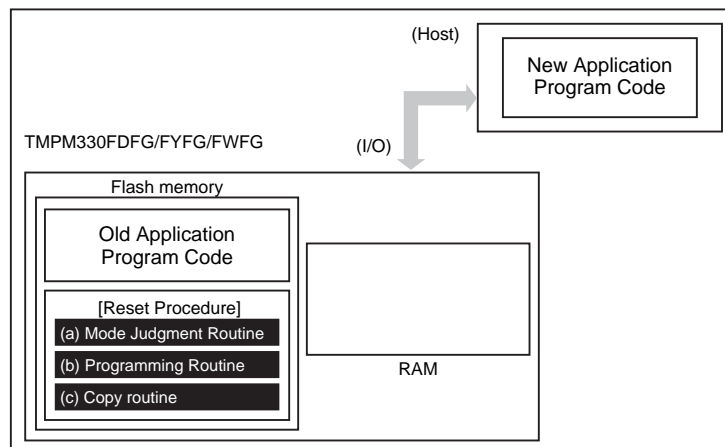 (Host)
New Application
Program Code
TMPM330FDFG/FYFG/FWFG
(I/O)
Flash memory
Old Application
Program Code
[Reset Procedure]
(a) Mode Judgment Routine
(b) Programming Routine
(c) Copy routine
RAM